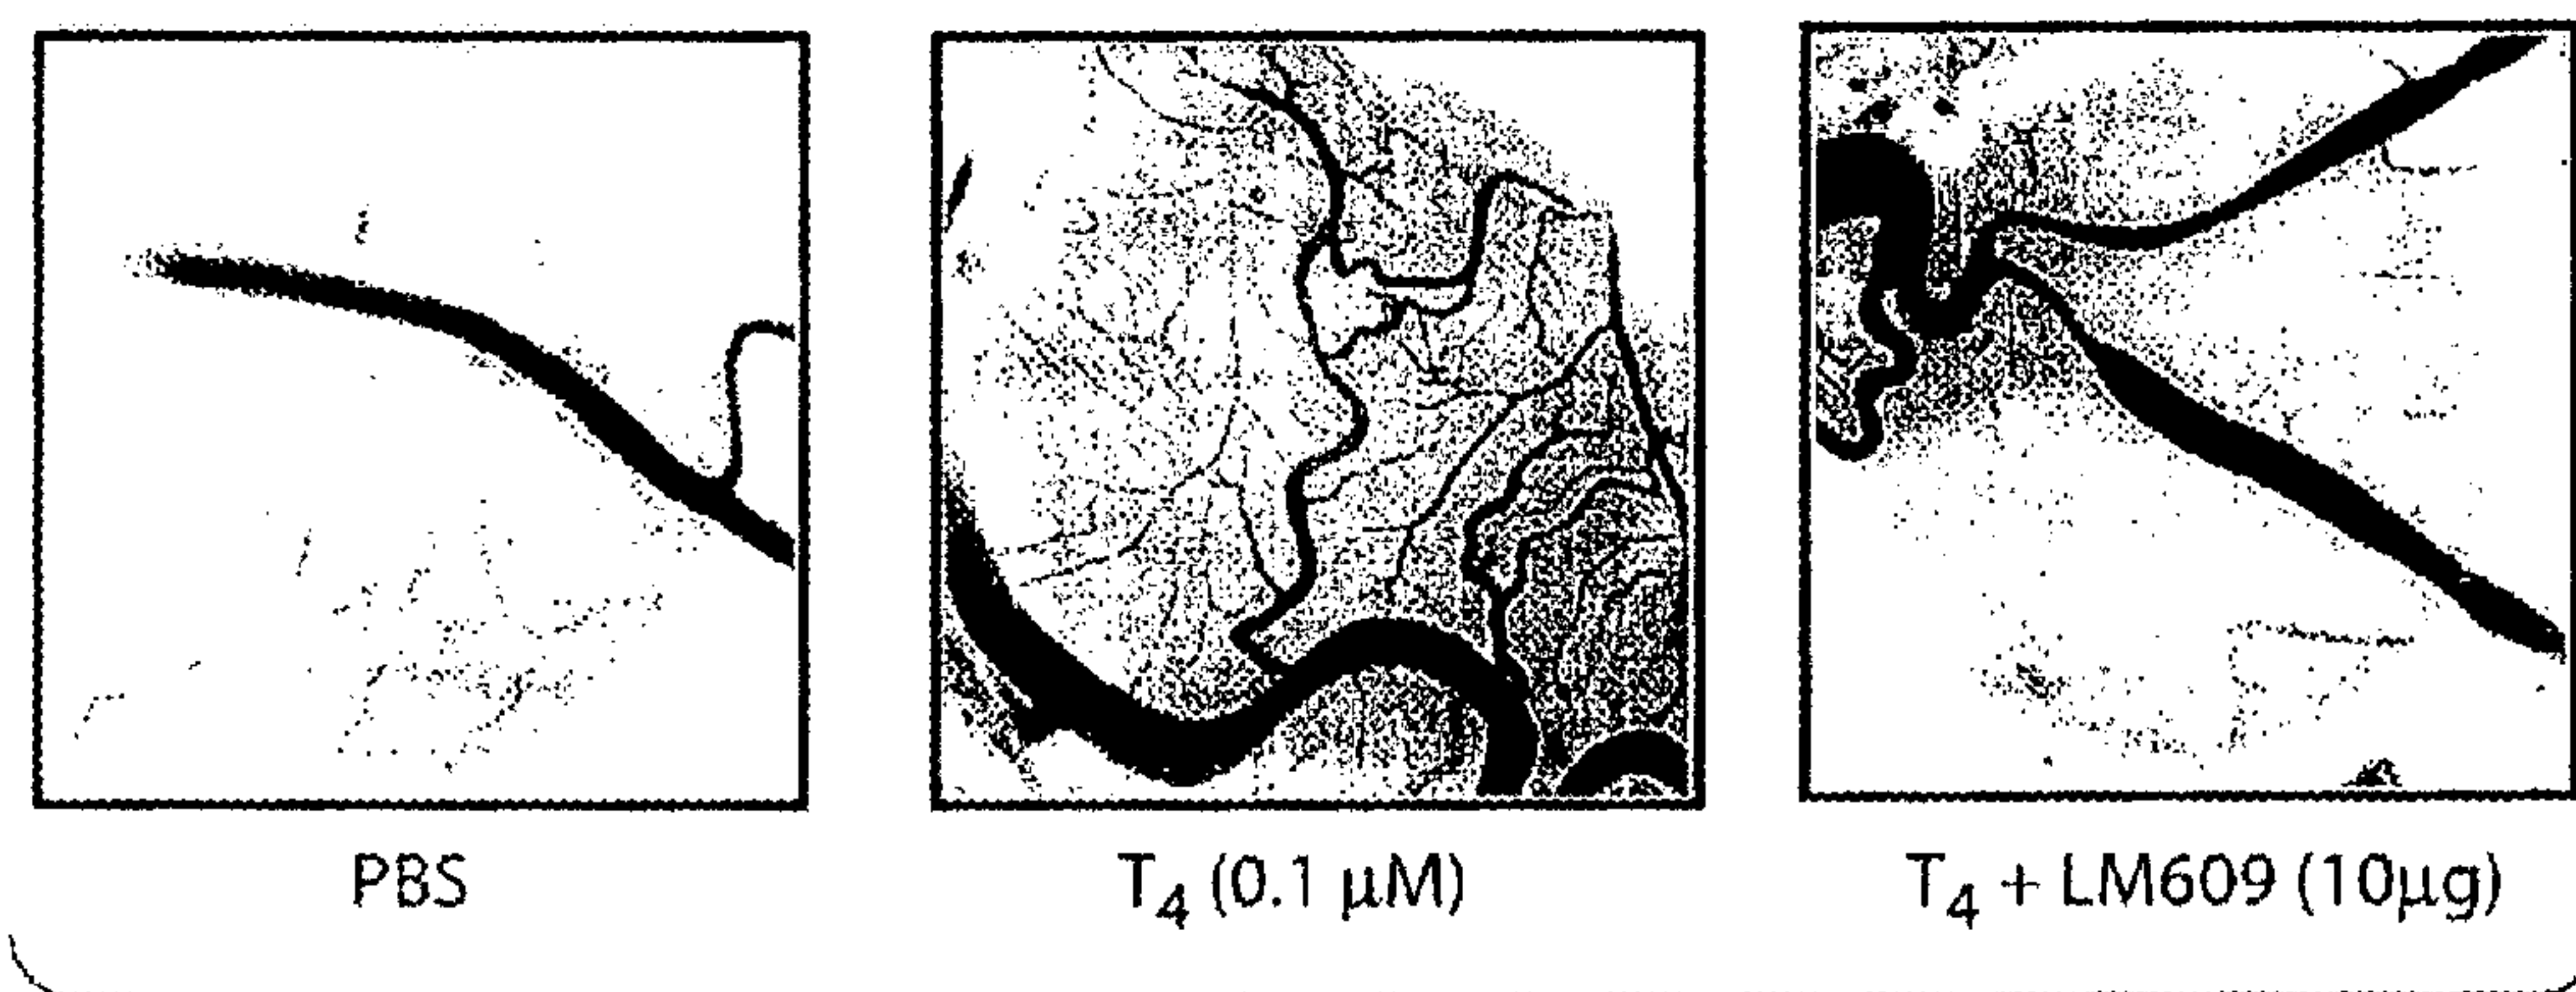 PBS
T₄ (0.1 μM)
T₄ + LM609 (10μg)